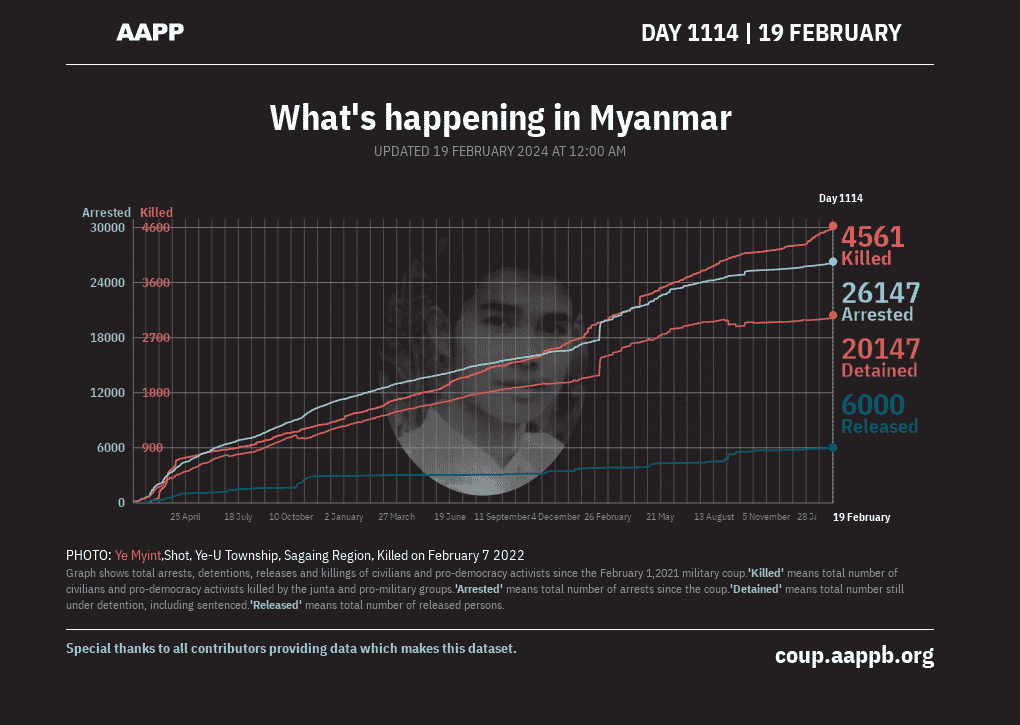 AAPP
DAY 1114 | 19 FEBRUARY
What's happening in Myanmar
UPDATED 19 FEBRUARY 2024 AT 12:00 AM
Day 1114
Arrested Killed
30000 4600
24000 3600
18000 2700
12000 1800
6000 900
0
4561
Killed
26147
Arrested
20147
Detained
6000
Released
25 April 18 July 10 October 2 January 27 March 19 June 11 September 4 December 26 February 21 May 13 August 5 November 28 Ja 19 February
PHOTO: Ye Myint,Shot, Ye-U Township, Sagaing Region, Killed on February 7 2022
Graph shows total arrests, detentions, releases and killings of civilians and pro-democracy activists since the February 1,2021 military coup.'Killed' means total number of
civilians and pro-democracy activists killed by the junta and pro-military groups.'Arrested' means total number of arrests since the coup.'Detained' means total number still
under detention, including sentenced.'Released' means total number of released persons.
Special thanks to all contributors providing data which makes this dataset.
coup.aappb.org